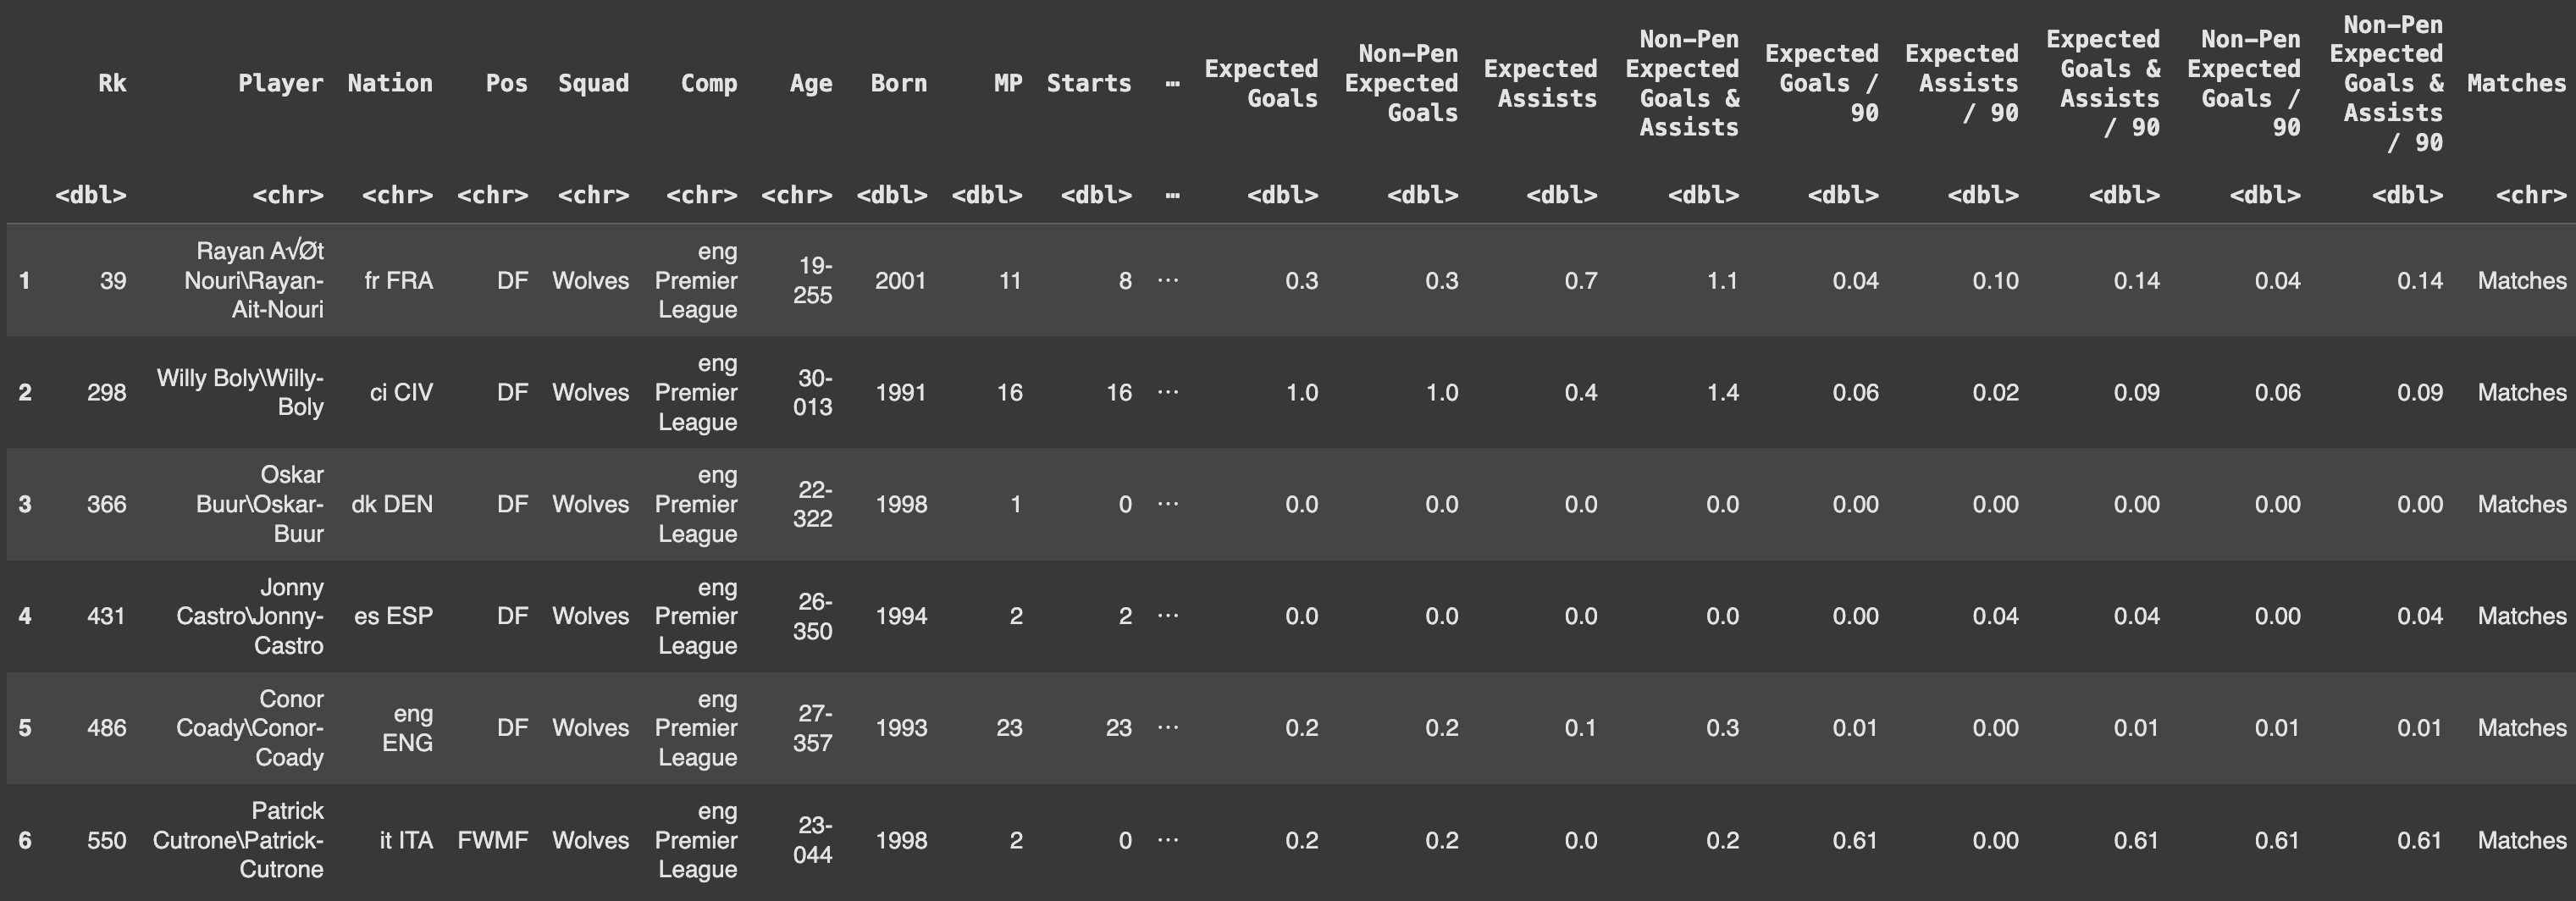 Rk Player Nation Pos Squad Comp Age Born MP Starts … Expected Goals Non-Pen Expected Goals Expected Assists Non-Pen Expected Goals & Assists Expected Goals / 90 Expected Assists / 90 Expected Goals & Assists / 90 Non-Pen Expected Goals / 90 Non-Pen Expected Goals & Assists / 90 Matches
<dbl> <chr> <chr> <chr> <chr> <chr> <chr> <dbl> <dbl> <dbl> … <dbl> <dbl> <dbl> <dbl> <dbl> <dbl> <dbl> <dbl> <dbl> <chr>
1 39 Rayan A√Øt Nouri\Rayan-Ait-Nouri fr FRA DF Wolves eng Premier League 19-255 2001 11 8 … 0.3 0.3 0.7 1.1 0.04 0.10 0.14 0.04 0.14 Matches
2 298 Willy Boly\Willy-Boly ci CIV DF Wolves eng Premier League 30-013 1991 16 16 … 1.0 1.0 0.4 1.4 0.06 0.02 0.09 0.06 0.09 Matches
3 366 Oskar Buur\Oskar-Buur dk DEN DF Wolves eng Premier League 22-322 1998 1 0 … 0.0 0.0 0.0 0.0 0.00 0.00 0.00 0.00 0.00 Matches
4 431 Jonny Castro\Jonny-Castro es ESP DF Wolves eng Premier League 26-350 1994 2 2 … 0.0 0.0 0.0 0.0 0.00 0.04 0.04 0.00 0.04 Matches
5 486 Conor Coady\Conor-Coady eng ENG DF Wolves eng Premier League 27-357 1993 23 23 … 0.2 0.2 0.1 0.3 0.01 0.00 0.01 0.01 0.01 Matches
6 550 Patrick Cutrone\Patrick-Cutrone it ITA FWMF Wolves eng Premier League 23-044 1998 2 0 … 0.2 0.2 0.0 0.2 0.61 0.00 0.61 0.61 0.61 Matches